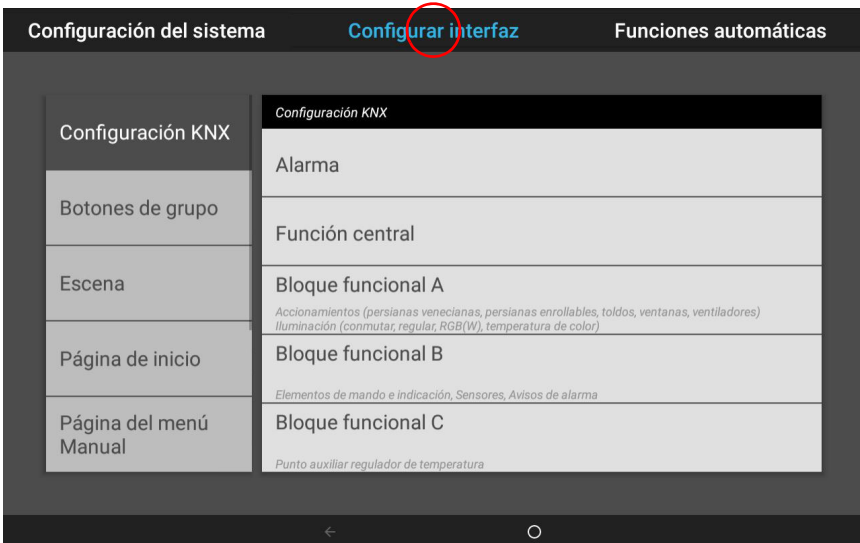 Configuración del sistema
Configurar interfaz
Funciones automáticas
Configuración KNX
Botones de grupo
Escena
Página de inicio
Página del menú
Manual
Configuración KNX
Alarma
Función central
Bloque funcional A
Accionamientos (persianas venecianas, persianas enrollables, toldos, ventanas, ventiladores)
Iluminación (conmutar, regular, RGB(W), temperatura de color)
Bloque funcional B
Elementos de mando e indicación, Sensores, Avisos de alarma
Bloque funcional C
Punto auxiliar regulador de temperatura